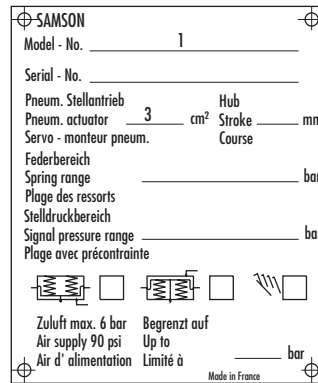 SAMSON
Model - No. 1
Serial - No.
Pneum. Stellantrieb Hub
Pneum. actuator 3 cm² Stroke mm
Servo - monteur pneum. Course
Federbereich
Spring range bar
Plage des ressorts
Stelldruckbereich
Signal pressure range bar
Plage avec précontrainte
Zuluft max. 6 bar Begrenzt auf
Air supply 90 psi Up to
Air d' alimentation Limité à bar
Made in France